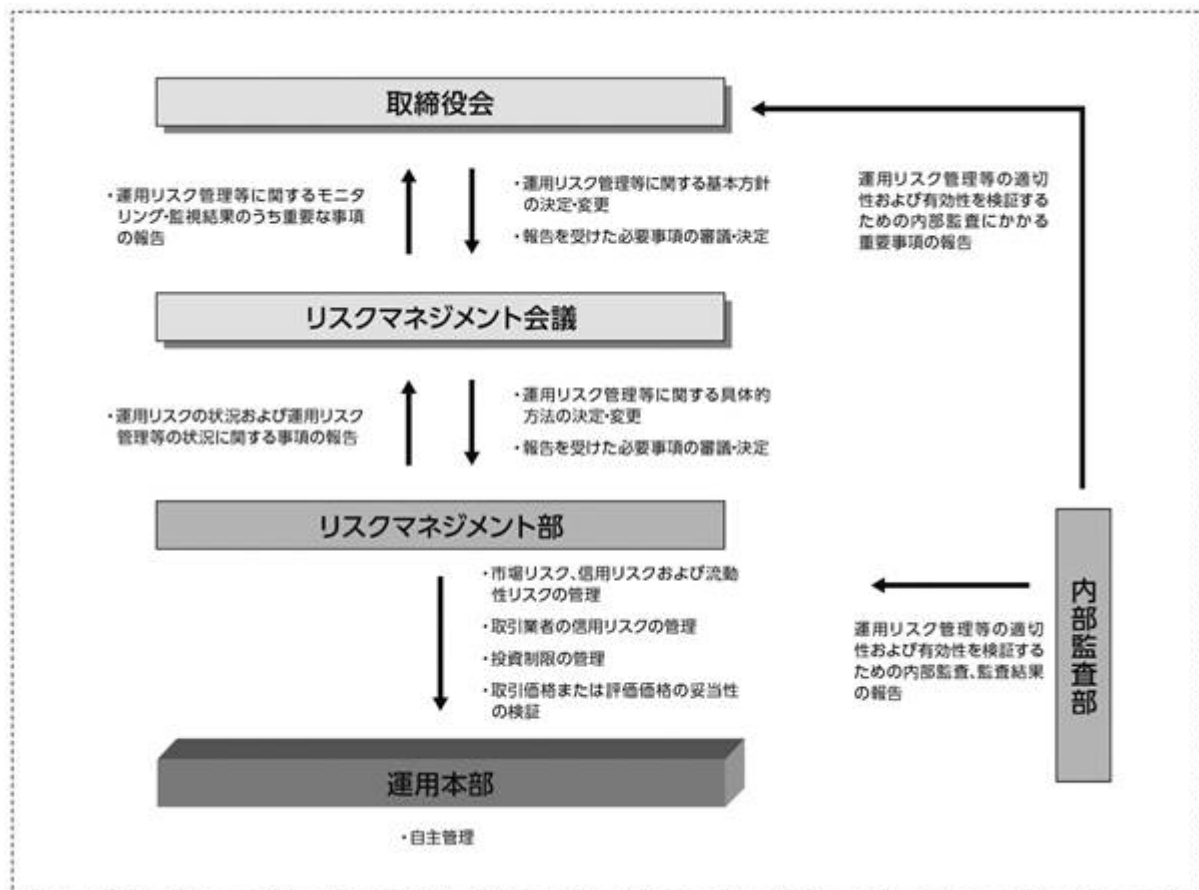 取締役会
・運用リスク管理等に関するモニタ
リング・監視結果のうち重要な事項
の報告
・運用リスク管理等に関する基本方針
の決定・変更
・報告を受けた必要事項の審議・決定
運用リスク管理等の適切
性および有効性を検証する
ための内部監査にかかる
重要事項の報告
リスクマネジメント会議
・運用リスクの状況および運用リスク
管理等の状況に関する事項の報告
・運用リスク管理等に関する具体的
方法の決定・変更
・報告を受けた必要事項の審議・決定
リスクマネジメント部
・市場リスク、信用リスクおよび流動
性リスクの管理
・取引業者の信用リスクの管理
・投資制限の管理
・取引価格または評価価格の妥当性
の検証
運用リスク管理等の適切
性および有効性を検証する
ための内部監査、監査結果
の報告
内部監査部
運用本部
・自主管理